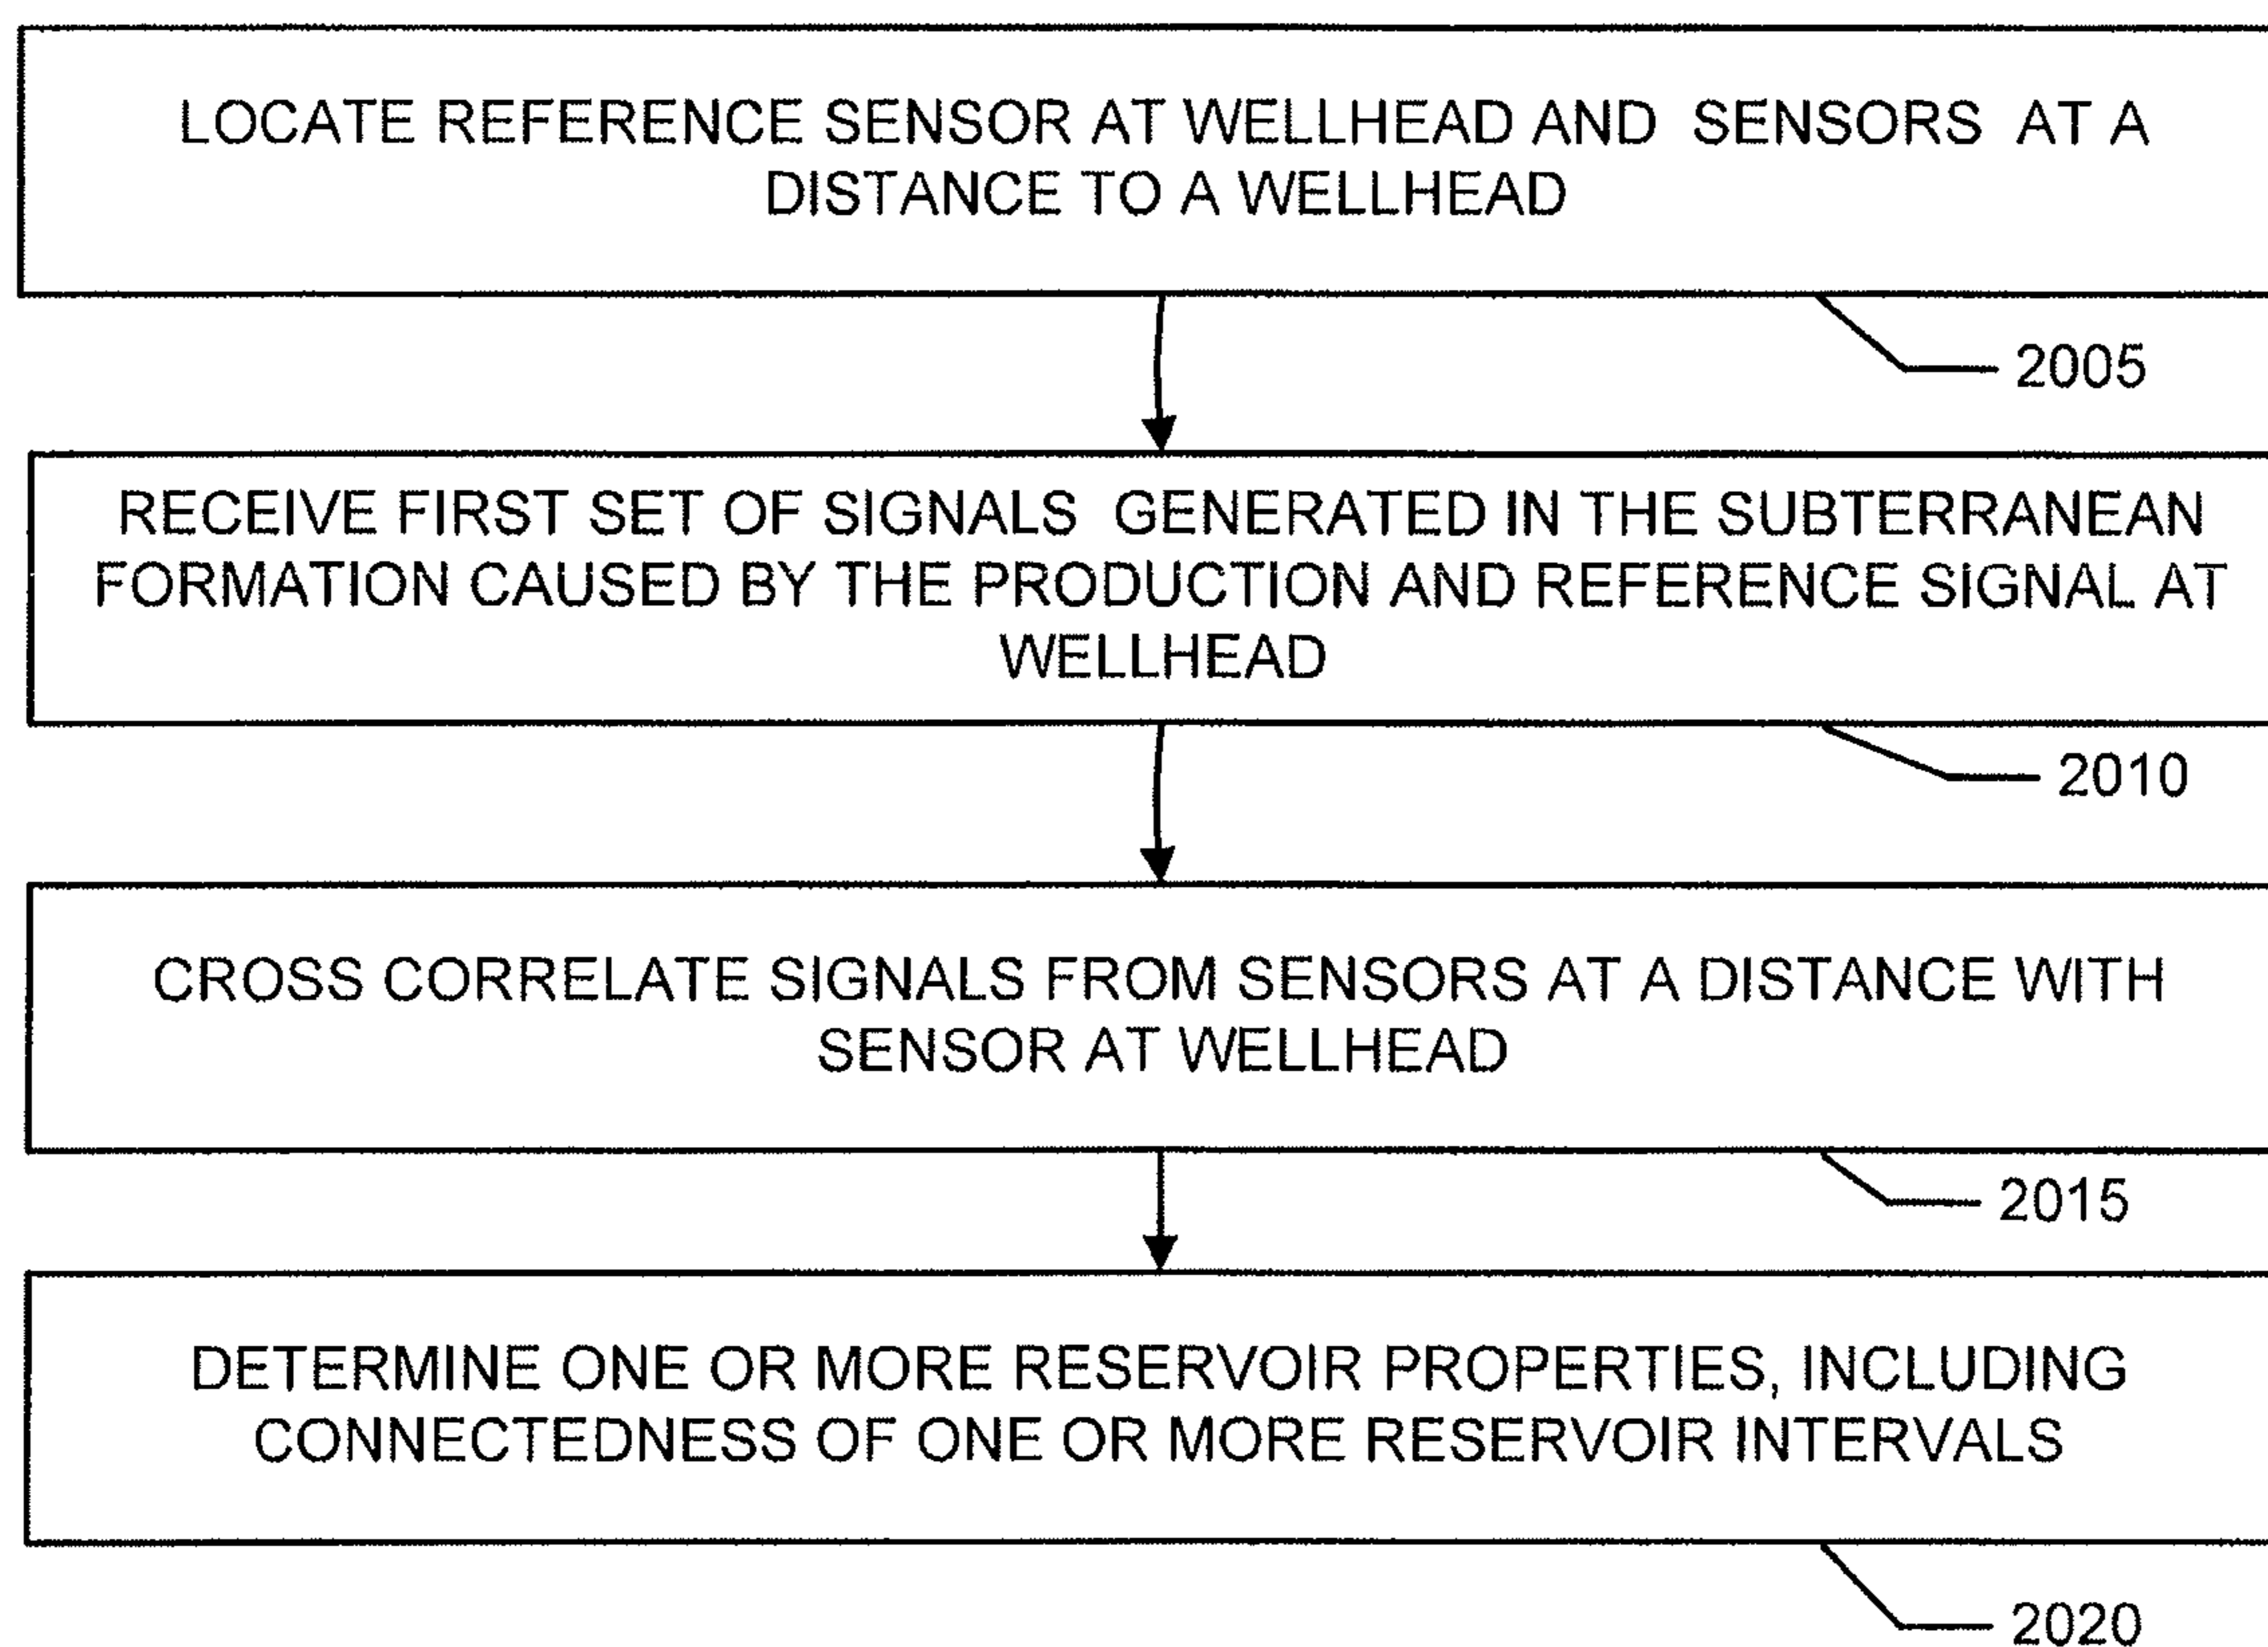 LOCATE REFERENCE SENSOR AT WELLHEAD AND SENSORS AT A
DISTANCE TO A WELLHEAD
2005
RECEIVE FIRST SET OF SIGNALS GENERATED IN THE SUBTERRANEAN
FORMATION CAUSED BY THE PRODUCTION AND REFERENCE SIGNAL AT
WELLHEAD
2010
CROSS CORRELATE SIGNALS FROM SENSORS AT A DISTANCE WITH
SENSOR AT WELLHEAD
2015
DETERMINE ONE OR MORE RESERVOIR PROPERTIES, INCLUDING
CONNECTEDNESS OF ONE OR MORE RESERVOIR INTERVALS
2020